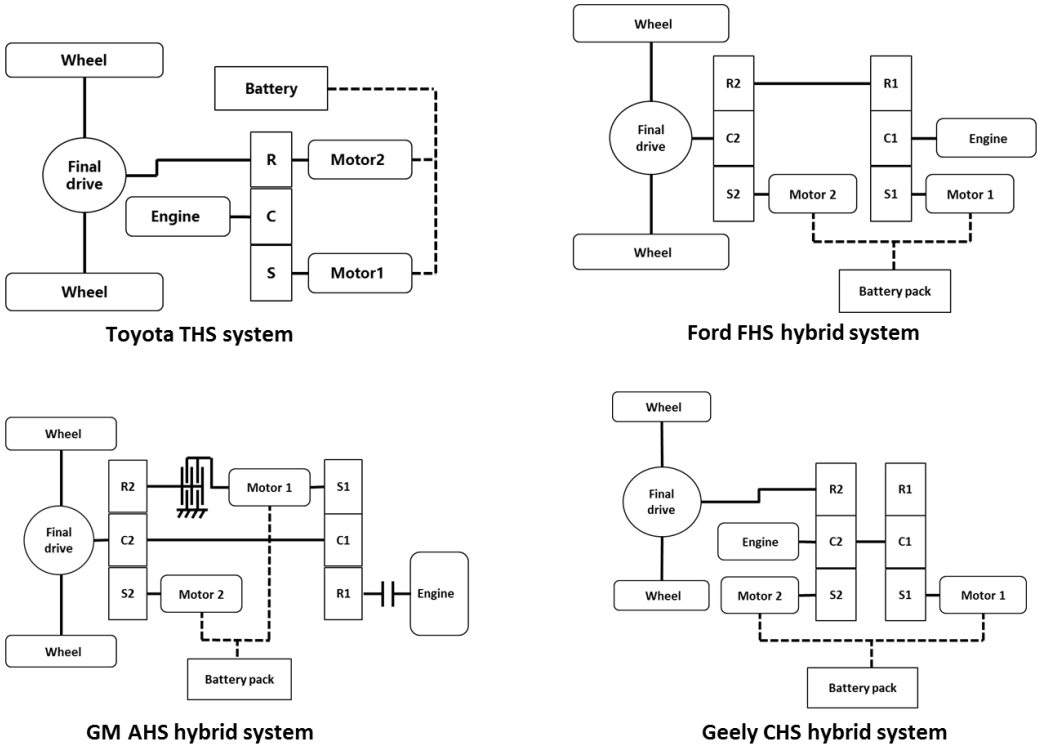 Wheel
Battery
Final
drive
R
Motor2
Engine
C
S
Motor1
Wheel
Toyota THS system
Wheel
R2
R1
Final
drive
C2
C1
Engine
S2
Motor 2
S1
Motor 1
Wheel
Battery pack
Ford FHS hybrid system
Wheel
R2
Motor 1
S1
Final
drive
C2
C1
S2
Motor 2
R1
Engine
Wheel
Battery pack
GM AHS hybrid system
Wheel
Final
drive
R2
R1
Engine
C2
C1
Wheel
Motor 2
S2
S1
Motor 1
Battery pack
Geely CHS hybrid system